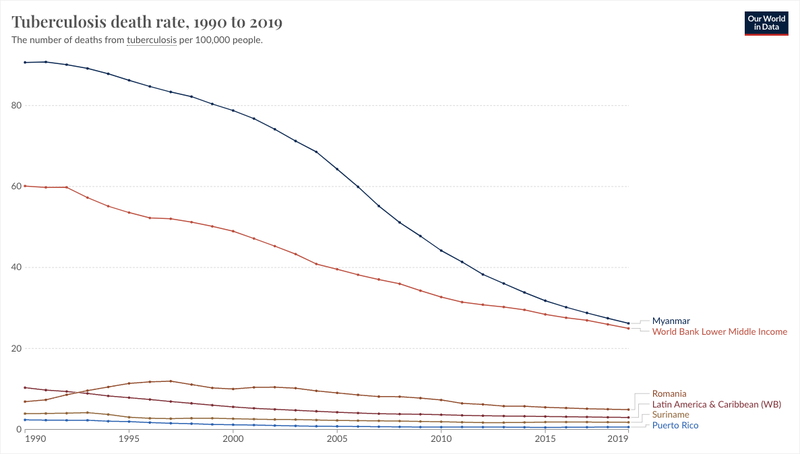 Tuberculosis death rate, 1990 to 2019
The number of deaths from tuberculosis per 100,000 people.
Our World
in Data
80
60
40
20
0
1990
1995
2000
2005
2010
2015
2019
Myanmar
World Bank Lower Middle Income
Romania
Latin America & Caribbean (WB)
Suriname
Puerto Rico